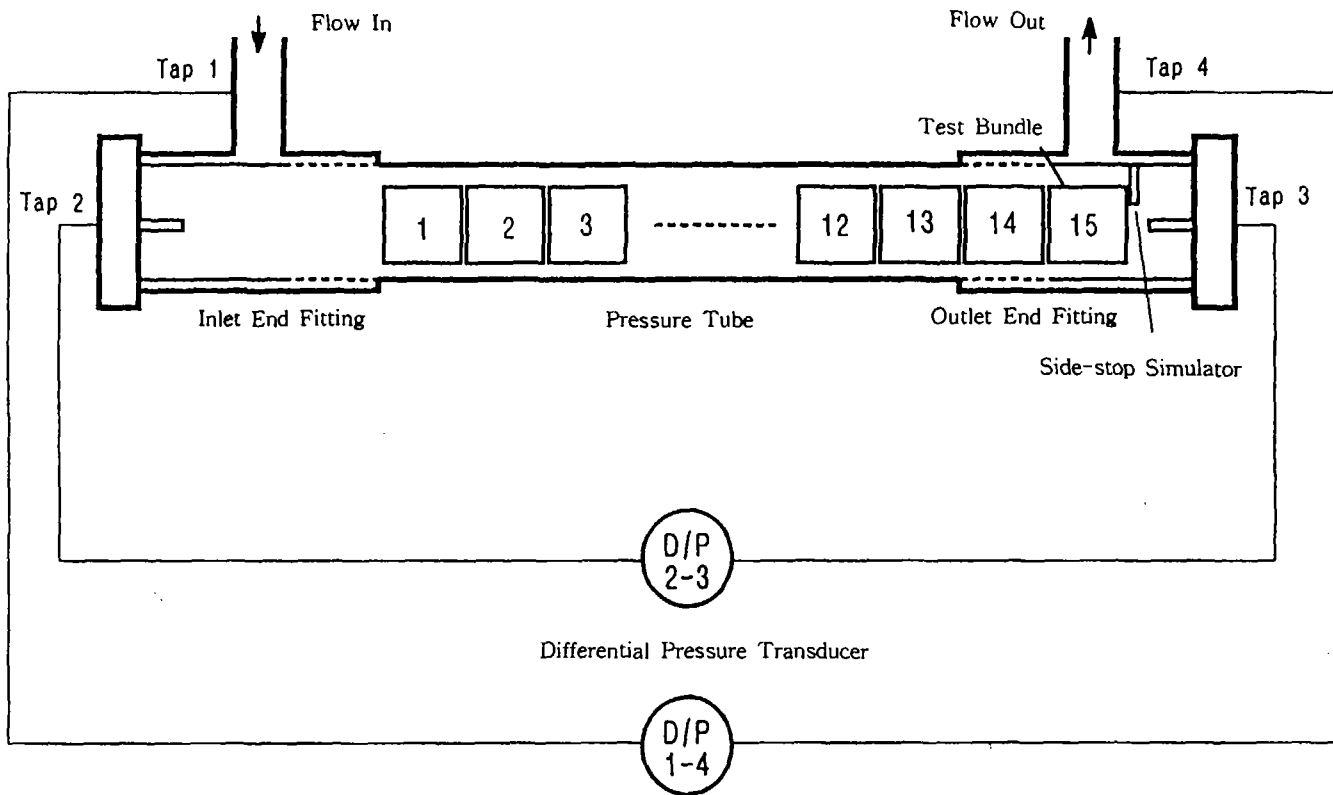 Flow In
Flow Out
Tap 1
Tap 4
Test Bundle
Tap 2
Tap 3
1
2
3
12
13
14
15
Inlet End Fitting
Pressure Tube
Outlet End Fitting
Side-stop Simulator
D/P
2-3
Differential Pressure Transducer
D/P
1-4